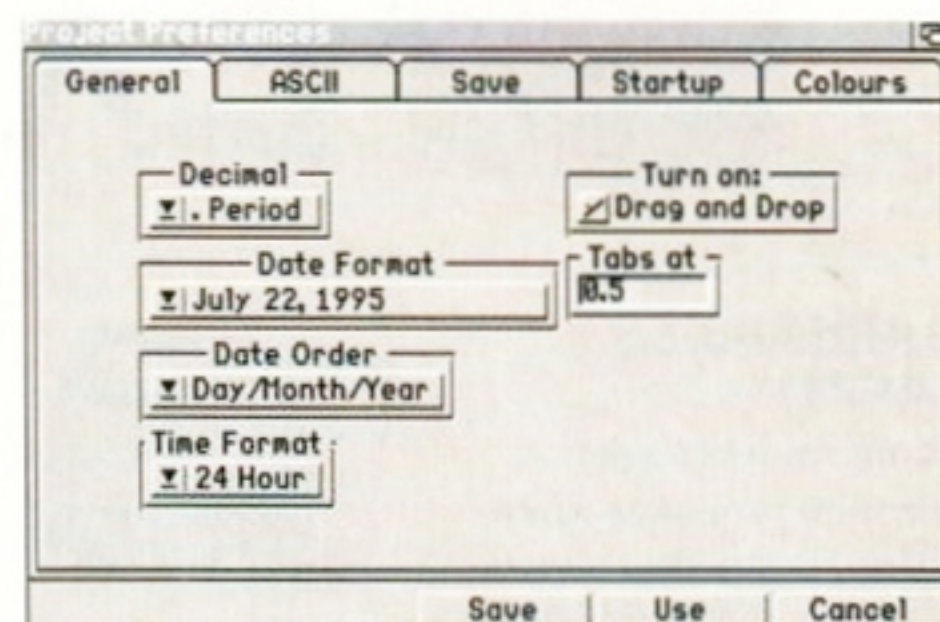 Project Preferences
General ASCII Save Startup Colours
Decimal
. Period
Turn on:
Drag and Drop
Date Format
July 22, 1995
Tabs at
0.5
Date Order
Day/Month/Year
Time Format
24 Hour
Save Use Cancel